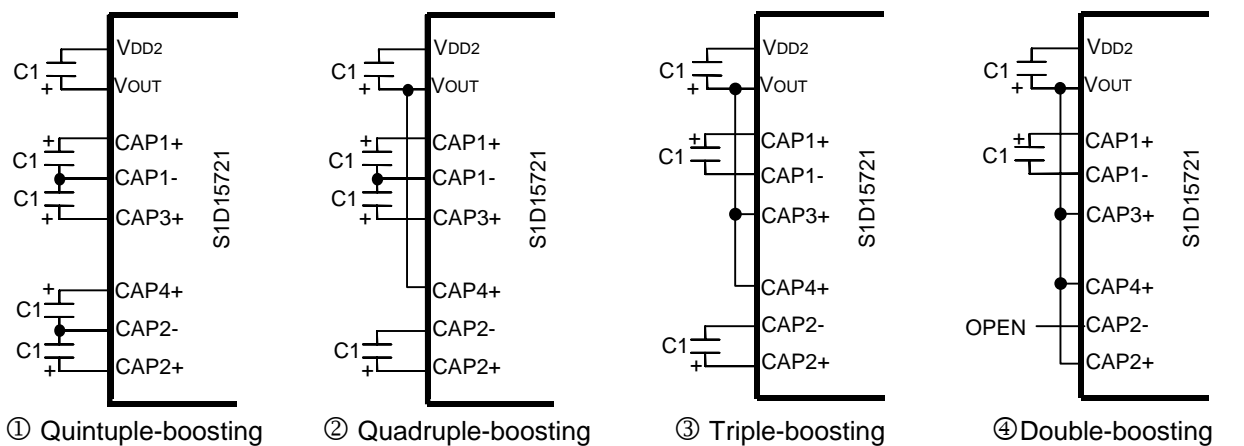 VDD2
C1
+
VOUT
+
CAP1+
C1
CAP1-
C1
+
CAP3+
+
CAP4+
C1
CAP2-
C1
+
CAP2+
S1D15721
① Quintuple-boosting
VDD2
C1
+
VOUT
+
CAP1+
C1
CAP1-
C1
+
CAP3+
CAP4+
CAP2-
C1
+
CAP2+
S1D15721
② Quadruple-boosting
VDD2
C1
+
VOUT
+
CAP1+
C1
CAP1-
CAP3+
CAP4+
CAP2-
C1
+
CAP2+
S1D15721
③ Triple-boosting
VDD2
C1
+
VOUT
+
CAP1+
C1
CAP1-
CAP3+
CAP4+
OPEN
CAP2-
CAP2+
S1D15721
④Double-boosting